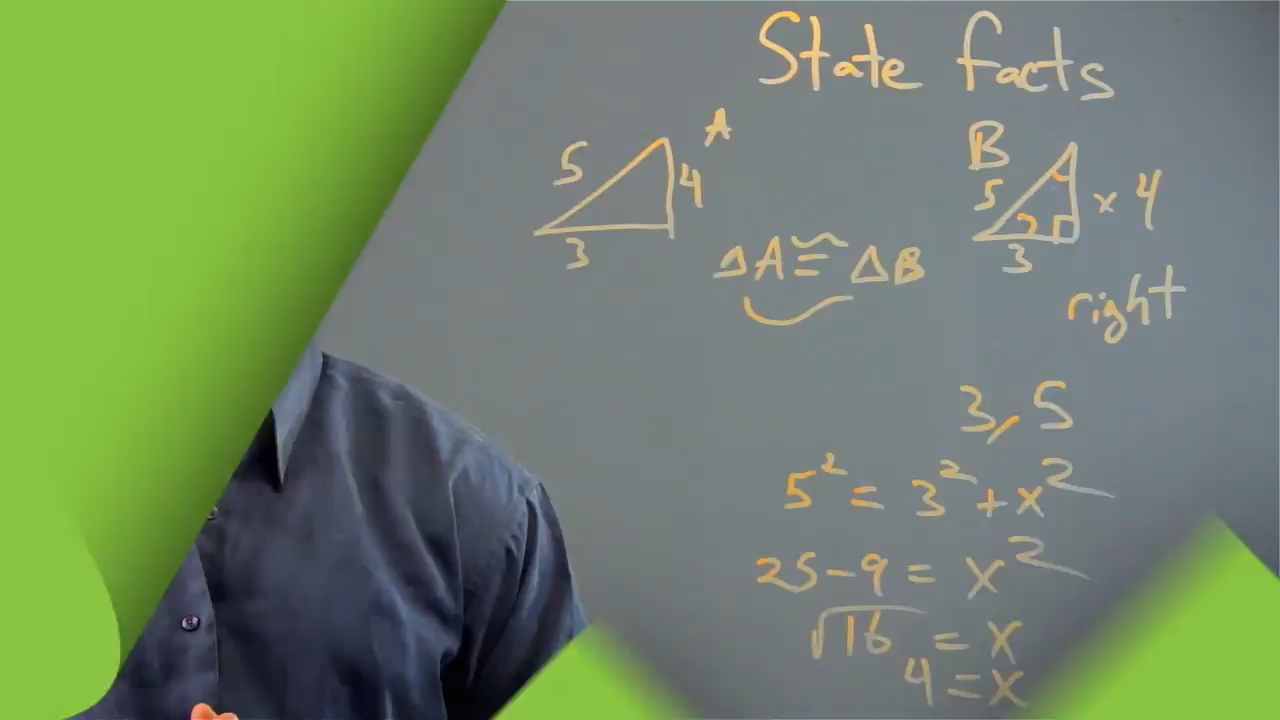 State facts
A
5
4
3
B
5
x 4
3
ΔA ≅ ΔB
right
3, 5
5² = 3² + x²
25 - 9 = x²
√16 = x
4 = x